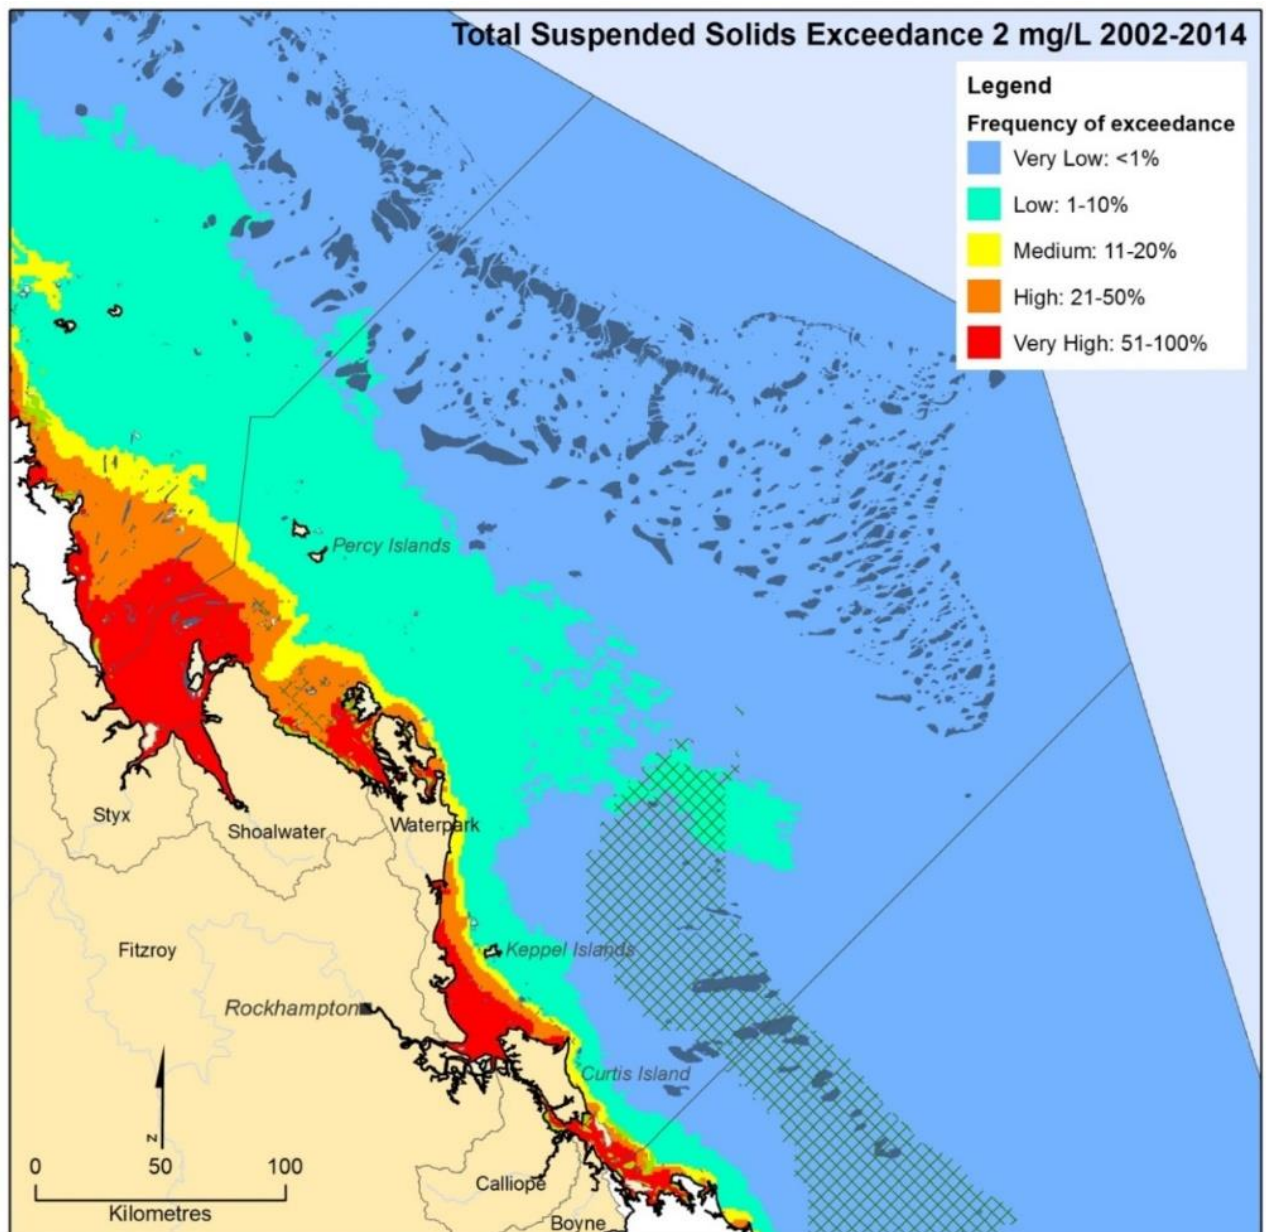 Total Suspended Solids Exceedance 2 mg/L 2002-2014
Legend
Frequency of exceedance
Very Low: <1%
Low: 1-10%
Medium: 11-20%
High: 21-50%
Very High: 51-100%
Percy Islands
Styx
Shoalwater
Waterpark
Fitzroy
Keppel Islands
Rockhampton
Curtis Island
N
0 50 100
Kilometres
Calliope
Boyne